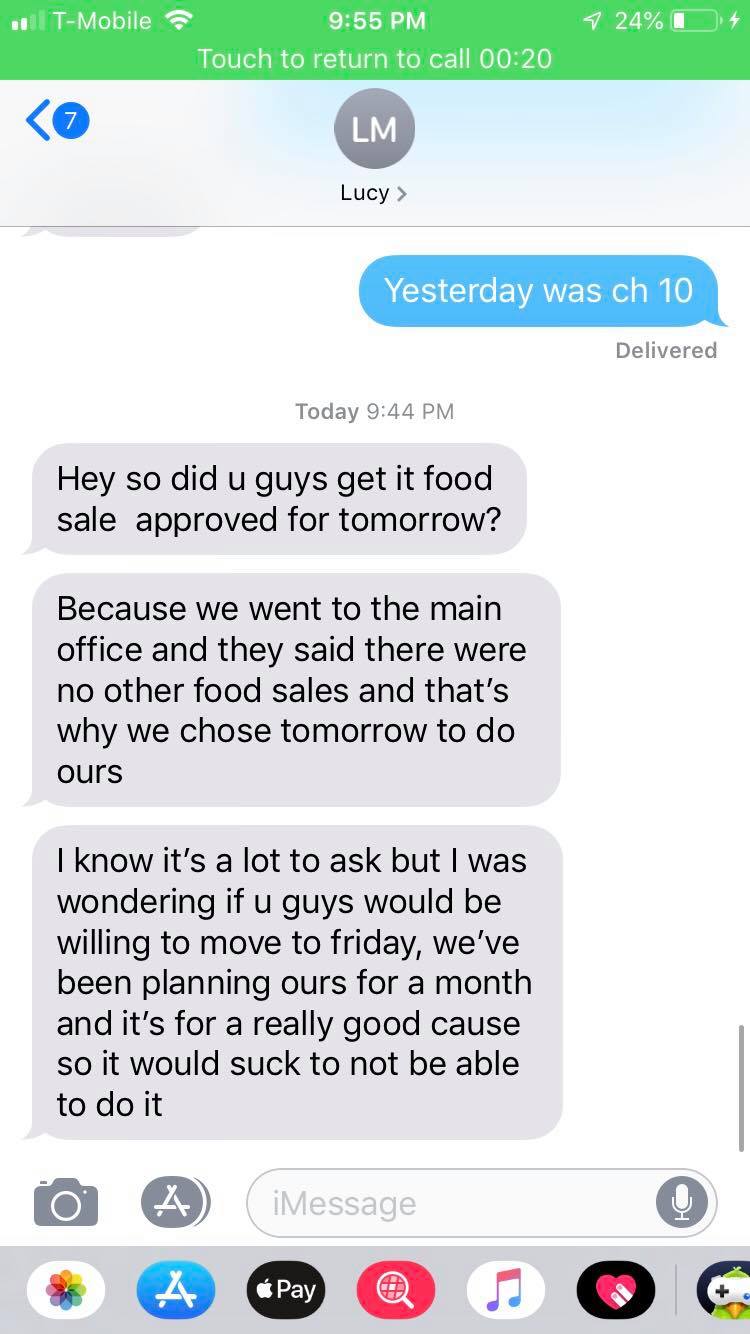 T-Mobile 9:55 PM 24%
Touch to return to call 00:20
7
LM
Lucy
Yesterday was ch 10
Delivered
Today 9:44 PM
Hey so did u guys get it food
sale  approved for tomorrow?
Because we went to the main
office and they said there were
no other food sales and that’s
why we chose tomorrow to do
ours
I know it’s a lot to ask but I was
wondering if u guys would be
willing to move to friday, we’ve
been planning ours for a month
and it’s for a really good cause
so it would suck to not be able
to do it
iMessage
Pay